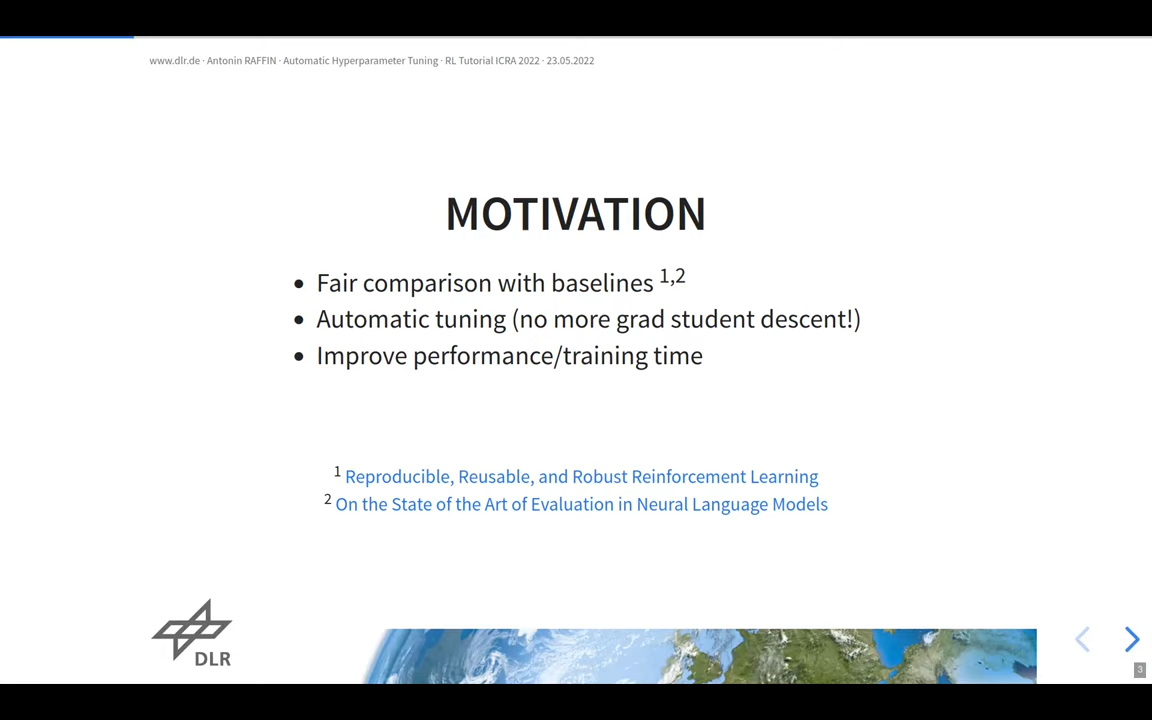 www.dlr.de · Antonin RAFFIN · Automatic Hyperparameter Tuning · RL Tutorial ICRA 2022 · 23.05.2022
MOTIVATION
• Fair comparison with baselines 1,2
• Automatic tuning (no more grad student descent!)
• Improve performance/training time
1 Reproducible, Reusable, and Robust Reinforcement Learning
2 On the State of the Art of Evaluation in Neural Language Models
DLR
3